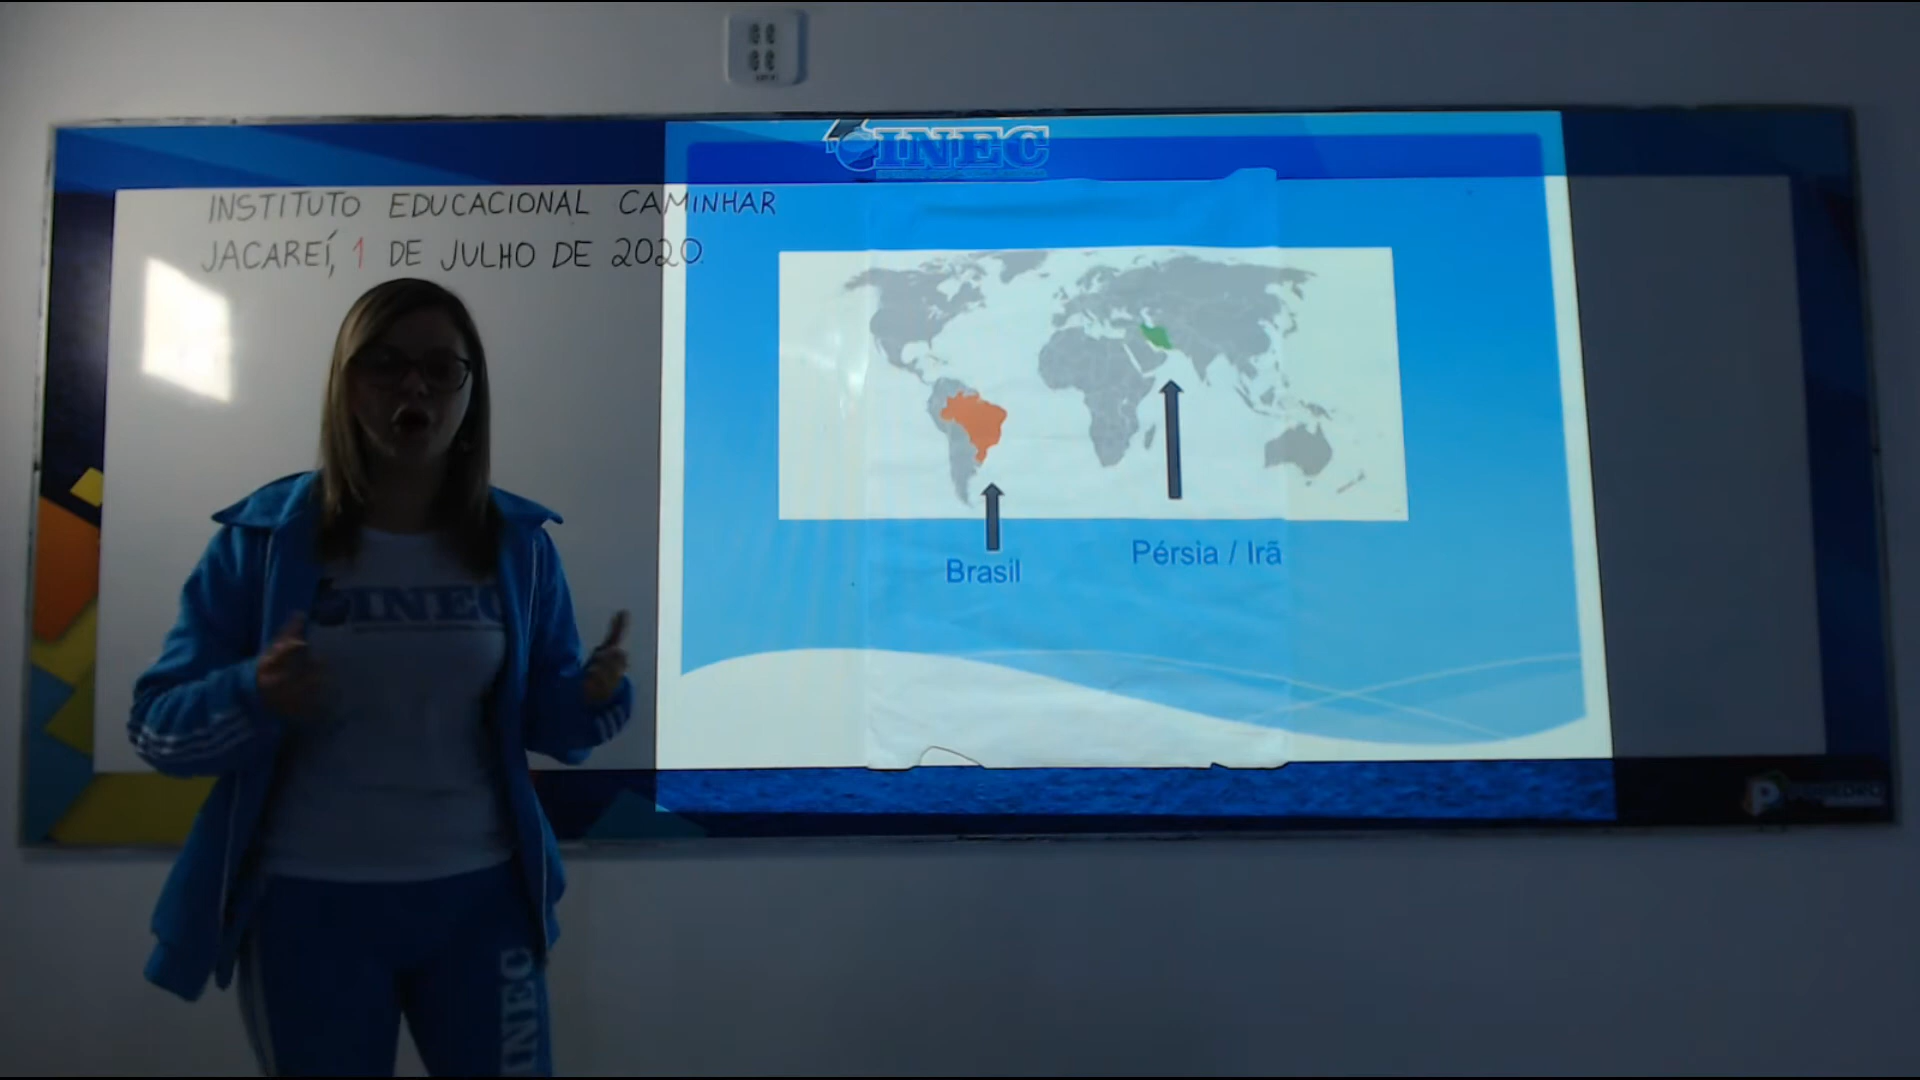 INEC
INSTITUTO EDUCACIONAL CAMINHAR
JACAREÍ, 1 DE JULHO DE 2020.
Brasil
Pérsia / Irã
INEC
INEC